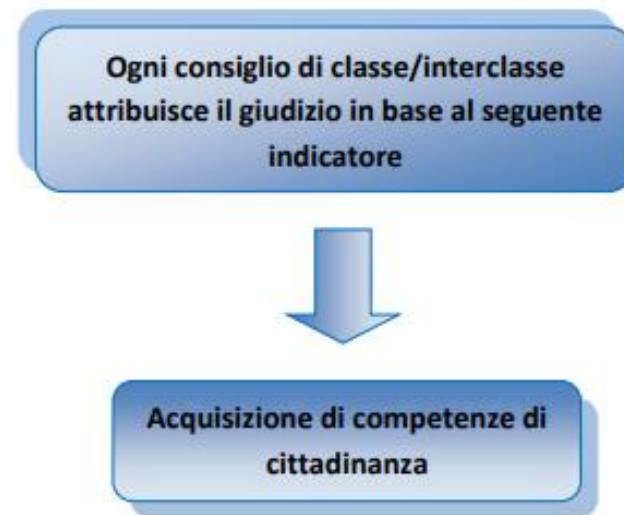 Ogni consiglio di classe/interclasse
attribuisce il giudizio in base al seguente
indicatore
Acquisizione di competenze di
cittadinanza